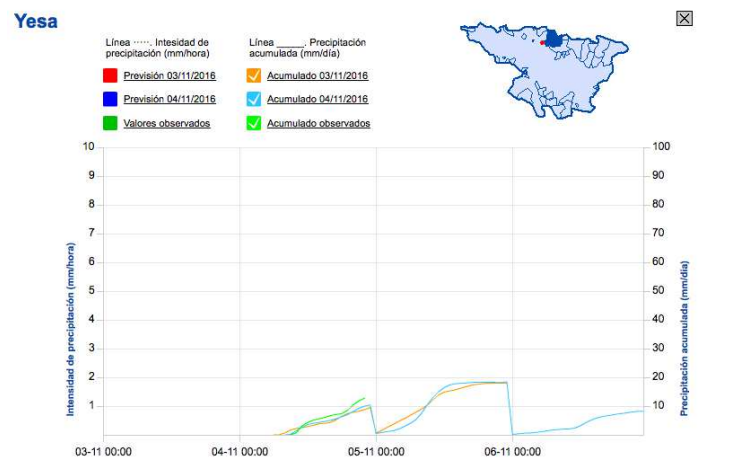 Yesa
Línea ·····. Intesidad de
precipitación (mm/hora)
Línea _____. Precipitación
acumulada (mm/día)
Previsión 03/11/2016
Acumulado 03/11/2016
Previsión 04/11/2016
Acumulado 04/11/2016
Valores observados
Acumulado observados
10
9
8
7
6
5
4
3
2
1
100
90
80
70
60
50
40
30
20
10
Intensidad de precipitación (mm/hora)
Precipitación acumulada (mm/día)
03-11 00:00
04-11 00:00
05-11 00:00
06-11 00:00